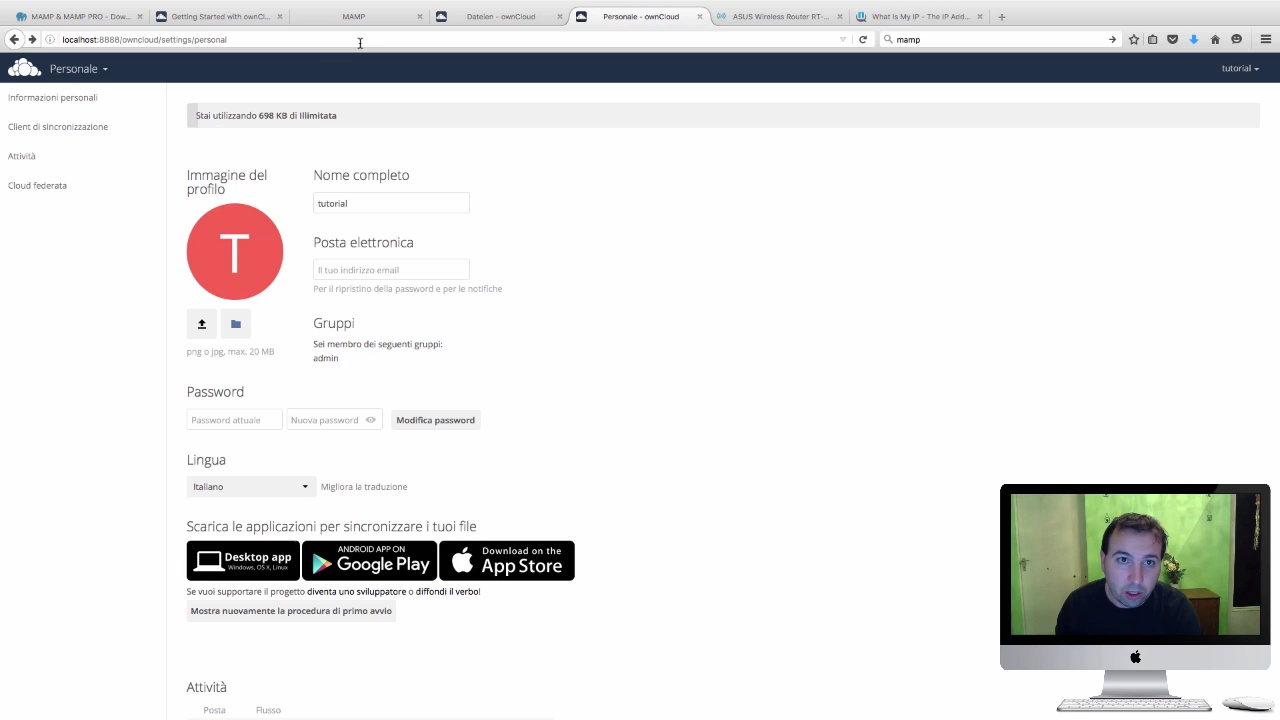 MAMP & MAMP PRO - Dow...
Getting Started with ownCl...
MAMP
Dateien - ownCloud
Personale - ownCloud
ASUS Wireless Router RT-...
What Is My IP - The IP Add...
localhost:8888/owncloud/settings/personal
mamp
Personale
tutorial
Informazioni personali
Client di sincronizzazione
Attività
Cloud federata
Stai utilizzando 698 KB di Illimitata
Immagine del
profilo
T
png o jpg, max. 20 MB
Nome completo
tutorial
Posta elettronica
Il tuo indirizzo email
Per il ripristino della password e per le notifiche
Gruppi
Sei membro dei seguenti gruppi:
admin
Password
Password attuale
Nuova password
Modifica password
Lingua
Italiano
Migliora la traduzione
Scarica le applicazioni per sincronizzare i tuoi file
Desktop app
Windows, OS X, Linux
ANDROID APP ON
Google Play
Download on the
App Store
Se vuoi supportare il progetto diventa uno sviluppatore o diffondi il verbo!
Mostra nuovamente la procedura di primo avvio
Attività
Posta
Flusso